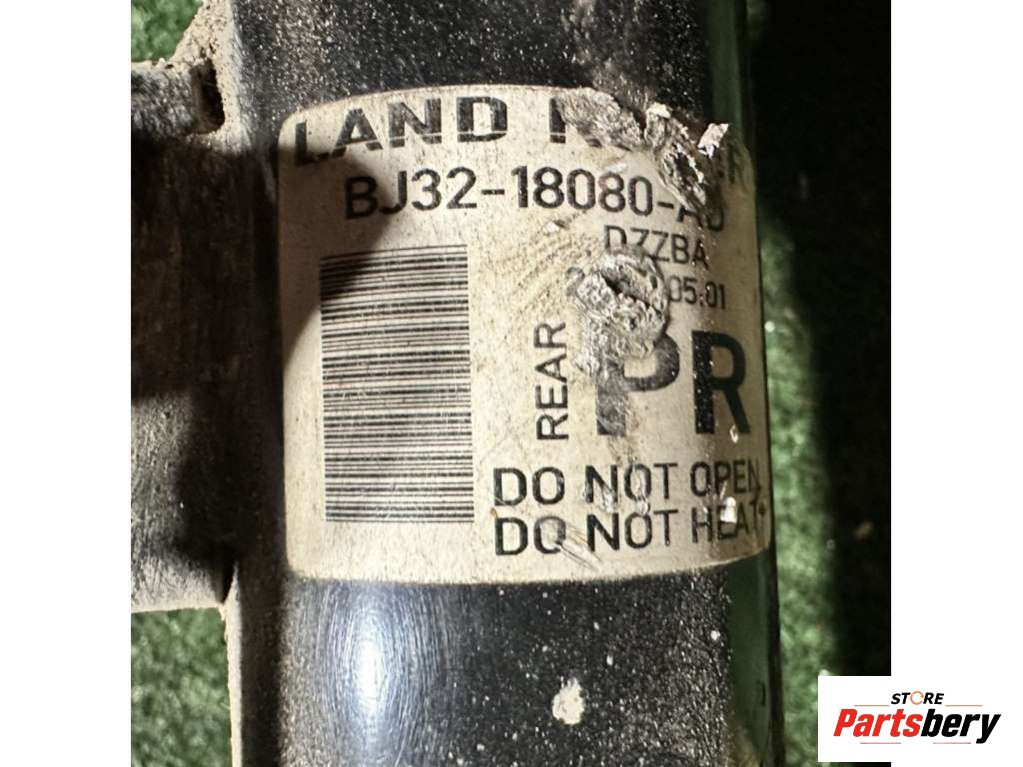 LAND
BJ32-18080-
DZZBA
05.01
REAR
PR
DO NOT OPEN
DO NOT HEAT
STORE
Partsbery